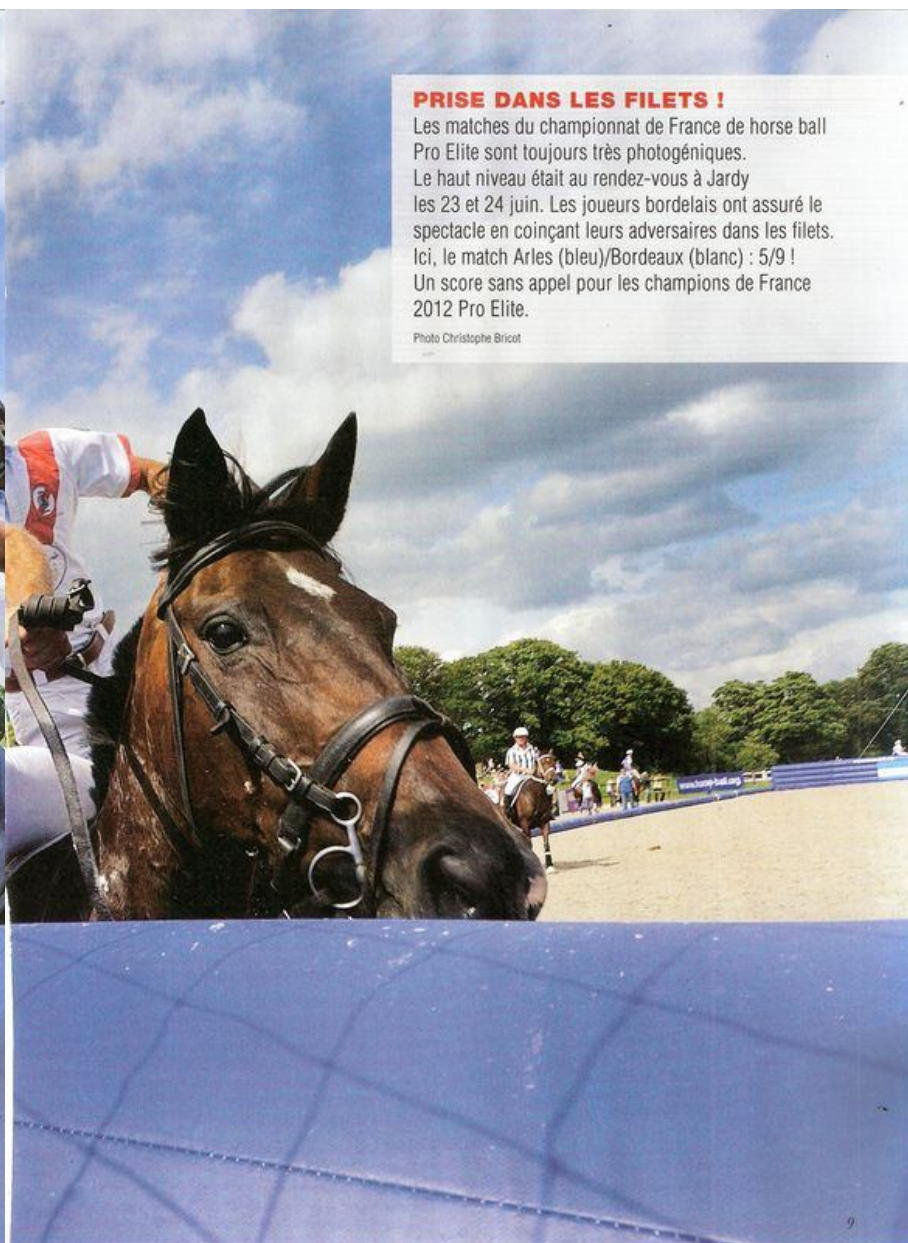 PRISE DANS LES FILETS !
Les matches du championnat de France de horse ball
Pro Elite sont toujours très photogéniques.
Le haut niveau était au rendez-vous à Jardy
les 23 et 24 juin. Les joueurs bordelais ont assuré le
spectacle en coinçant leurs adversaires dans les filets.
Ici, le match Arles (bleu)/Bordeaux (blanc) : 5/9 !
Un score sans appel pour les champions de France
2012 Pro Elite.
Photo Christophe Bricot
www.horse-ball.org
9